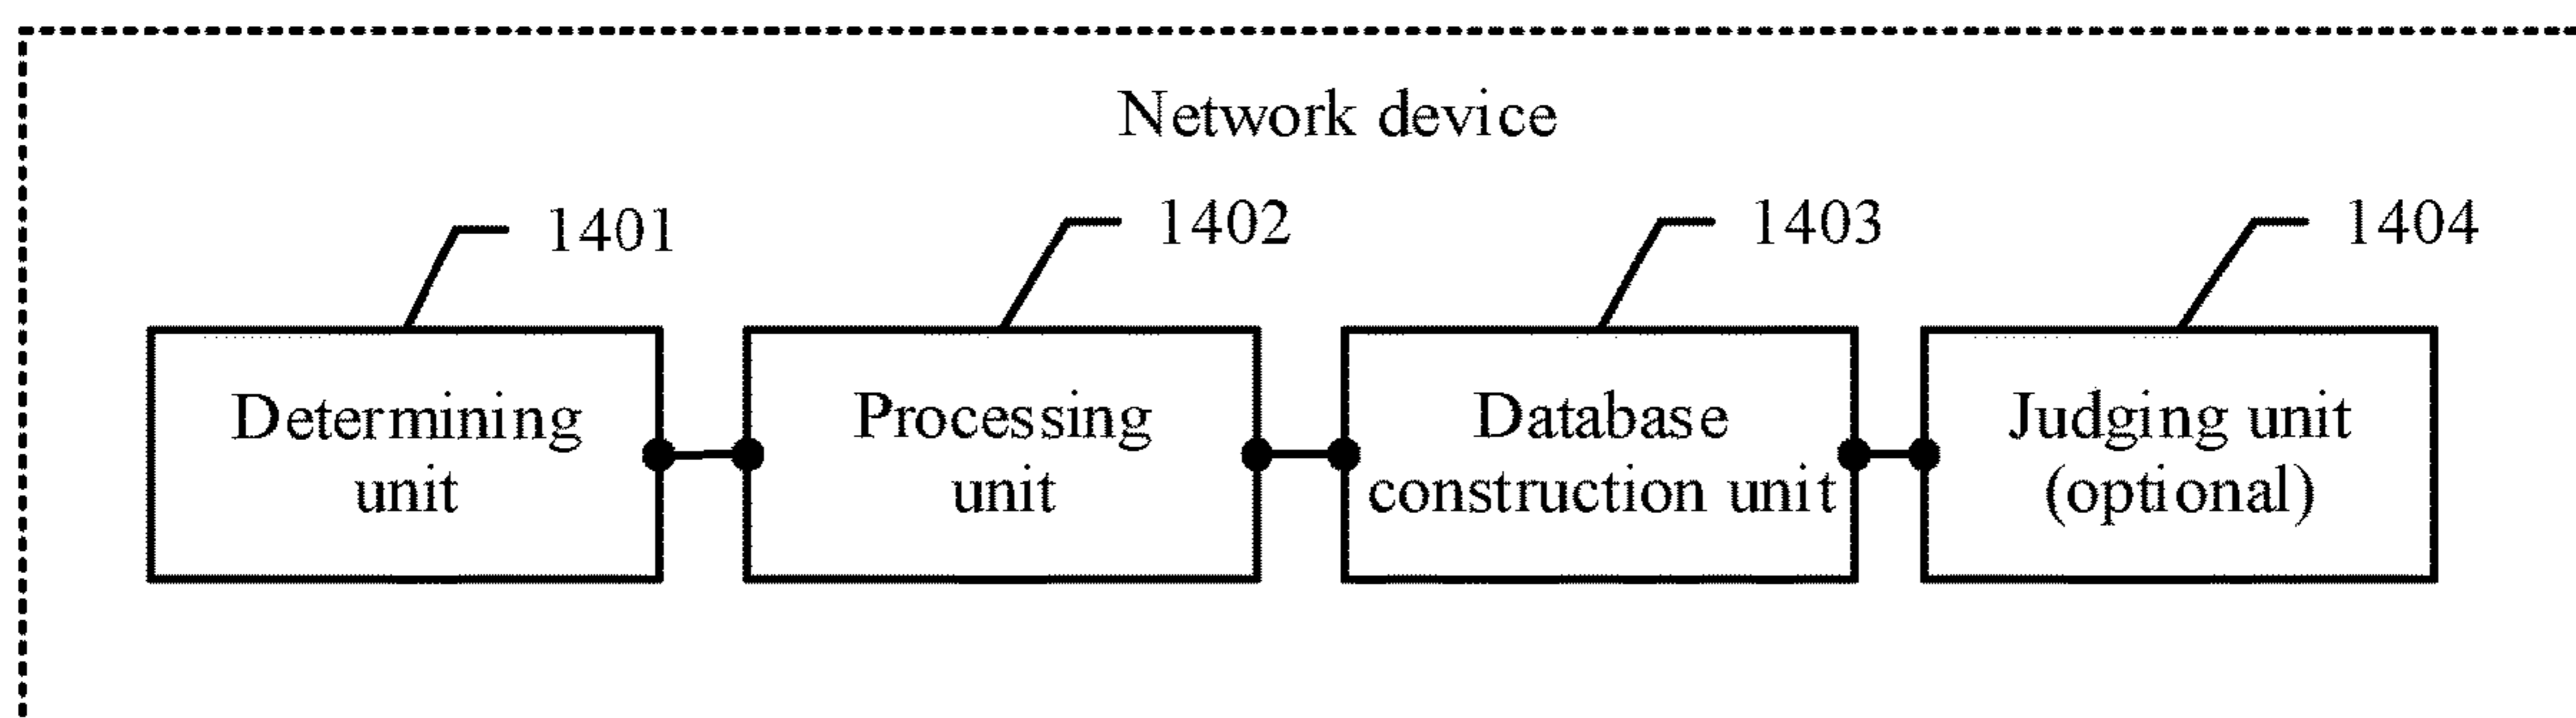 Network device
1401
1402
1403
1404
Determining
unit
Processing
unit
Database
construction unit
Judging unit
(optional)